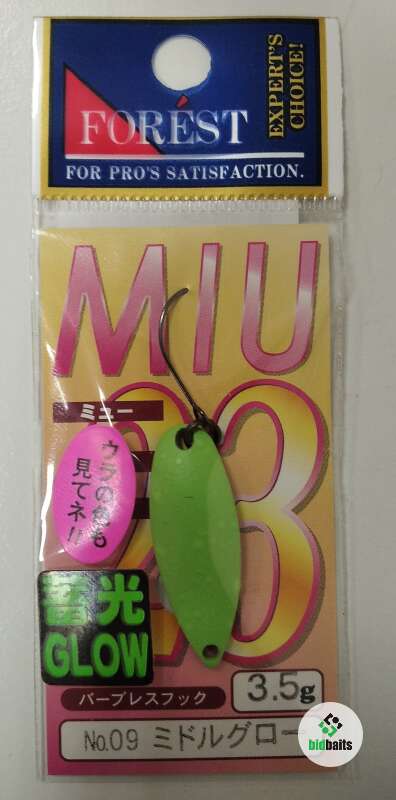 FORÉST
EXPERT'S
CHOICE!
FOR PRO'S SATISFACTION.
MIU
ミュー
ウラの色も
見てネ!!
蓄光
GLOW
バーブレスフック
3.5g
No.09 ミドルグロー
bidbaits